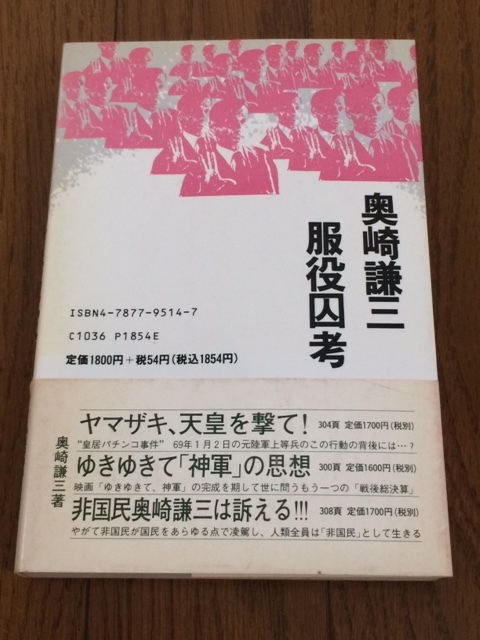 奥崎謙三
服役囚考
ISBN4-7877-9514-7
C1036 P1854E
定価1800円+税54円(税込1854円)
奥崎謙三著
ヤマザキ、天皇を撃て! 304頁 定価1700円(税別)
“皇居パチンコ事件” 69年1月2日の元陸軍上等兵のこの行動の背後には…?
ゆきゆきて「神軍」の思想 300頁 定価1600円(税別)
映画「ゆきゆきて、神軍」の完成を期して世に問うもう一つの「戦後総決算」
非国民奥崎謙三は訴える!!! 308頁 定価1700円(税別)
やがて非国民が国民をあらゆる点で凌駕し、人類全員は「非国民」として生きる